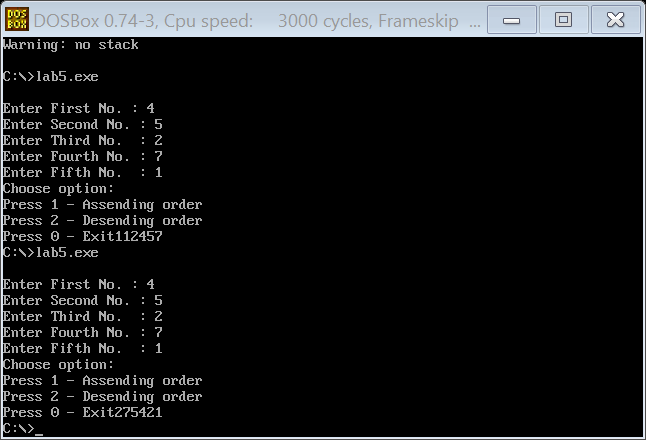 DOS
BOX
DOSBox 0.74-3, Cpu speed: 3000 cycles, Frameskip ...
Warning: no stack
C:\>lab5.exe
Enter First No. : 4
Enter Second No. : 5
Enter Third No.  : 2
Enter Fourth No. : 7
Enter Fifth No.  : 1
Choose option:
Press 1 - Assending order
Press 2 - Desending order
Press 0 - Exit112457
C:\>lab5.exe
Enter First No. : 4
Enter Second No. : 5
Enter Third No.  : 2
Enter Fourth No. : 7
Enter Fifth No.  : 1
Choose option:
Press 1 - Assending order
Press 2 - Desending order
Press 0 - Exit275421
C:\>_